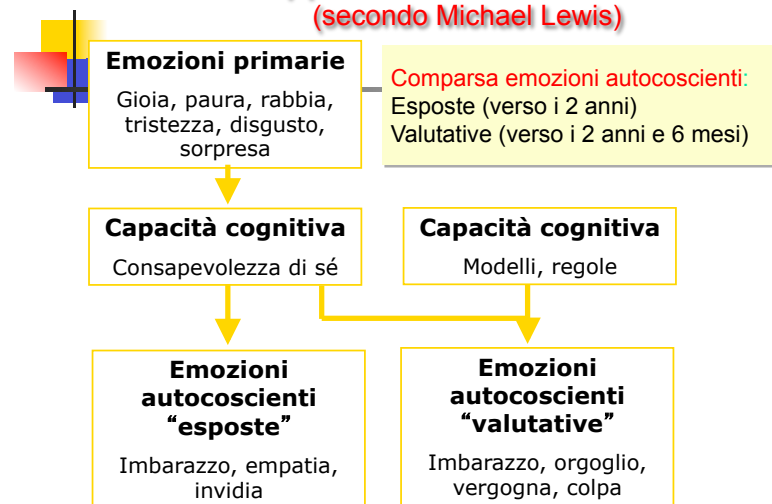 (secondo Michael Lewis)
Emozioni primarie
Gioia, paura, rabbia,
tristezza, disgusto,
sorpresa
Comparsa emozioni autocoscienti:
Esposte (verso i 2 anni)
Valutative (verso i 2 anni e 6 mesi)
Capacità cognitiva
Consapevolezza di sé
Capacità cognitiva
Modelli, regole
Emozioni
autocoscienti
“esposte”
Imbarazzo, empatia,
invidia
Emozioni
autocoscienti
“valutative”
Imbarazzo, orgoglio,
vergogna, colpa